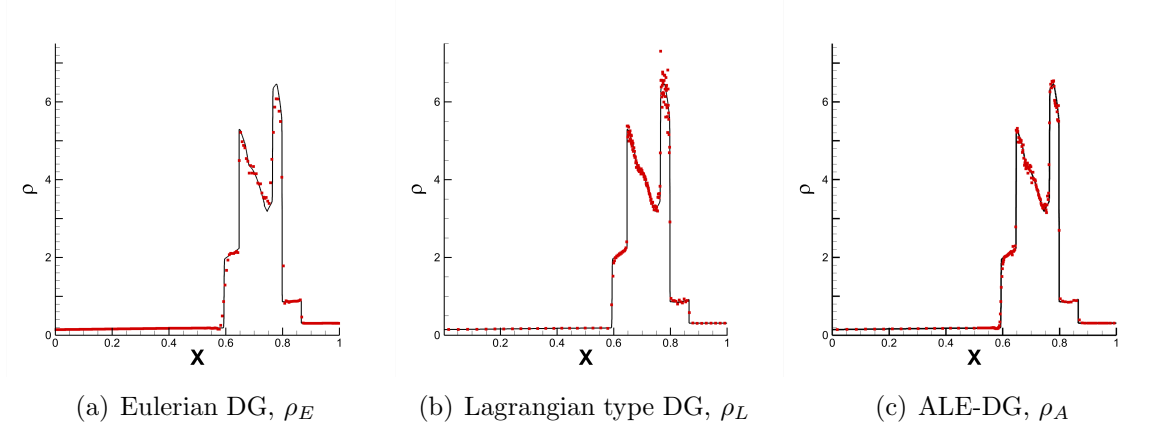 ρ
6
4
2
0
0 0.2 0.4 0.6 0.8 1
X
(a) Eulerian DG, ρ_E
ρ
6
4
2
0
0.2 0.4 0.6 0.8 1
X
(b) Lagrangian type DG, ρ_L
ρ
6
4
2
0
0 0.2 0.4 0.6 0.8 1
X
(c) ALE-DG, ρ_A